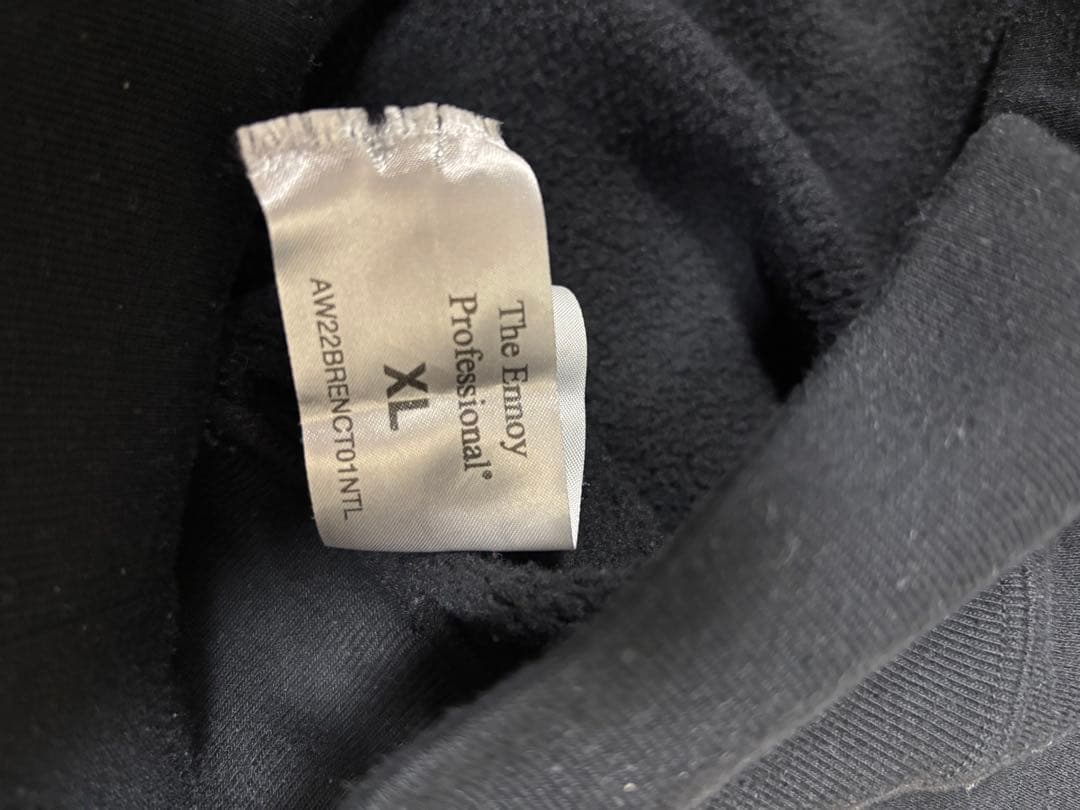 The Ennoy
Professional®
XL
AW22BRENCT01NTL